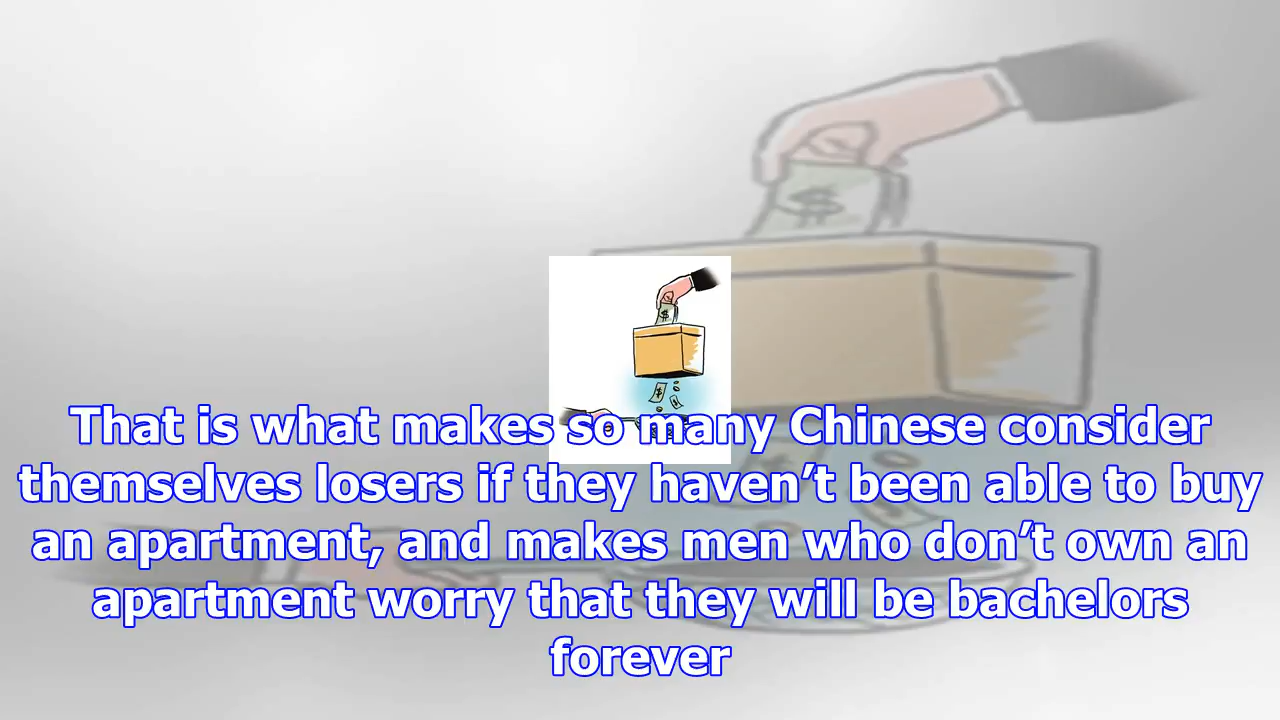 That is what makes so many Chinese consider
themselves losers if they haven’t been able to buy
an apartment, and makes men who don’t own an
apartment worry that they will be bachelors
forever